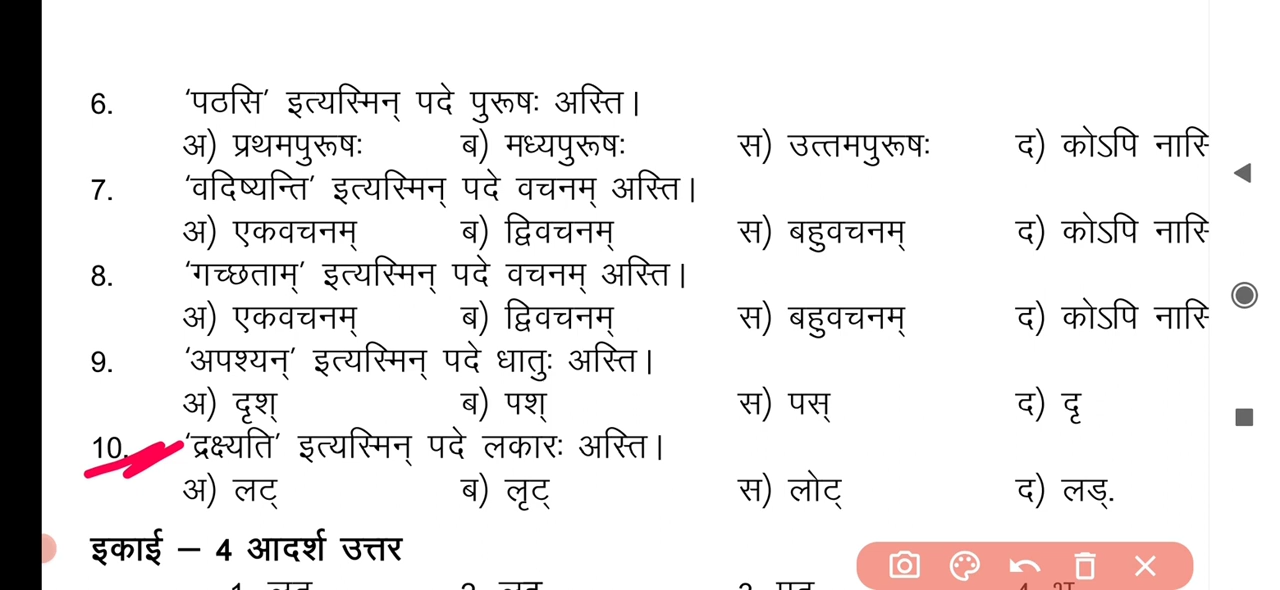 6. ‘पठसि’ इत्यस्मिन् पदे पुरूषः अस्ति।
अ) प्रथमपुरूषः ब) मध्यपुरूषः स) उत्तमपुरूषः द) कोऽपि
7. ‘वदिष्यन्ति’ इत्यस्मिन् पदे वचनम् अस्ति।
अ) एकवचनम् ब) द्विवचनम् स) बहुवचनम् द) कोऽपि
8. ‘गच्छताम्’ इत्यस्मिन् पदे वचनम् अस्ति।
अ) एकवचनम् ब) द्विवचनम् स) बहुवचनम् द) कोऽपि
9. ‘अपश्यन्’ इत्यस्मिन् पदे धातुः अस्ति।
अ) दृश् ब) पश् स) पस् द) दृ
10. ‘द्रक्ष्यति’ इत्यस्मिन् पदे लकारः अस्ति।
अ) लट् ब) लृट् स) लोट् द) लड्.
इकाई – 4 आदर्श उत्तर